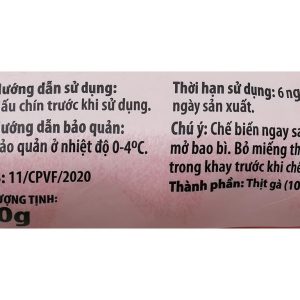 ướng dẫn sử dụng:
ấu chín trước khi sử dụng.
ướng dẫn bảo quản:
ảo quản ở nhiệt độ 0-4ºC.
: 11/CPVF/2020
ƯỢNG TỊNH:
0g
Thời hạn sử dụng: 6 ng
ngày sản xuất.
Chú ý: Chế biến ngay sa
mở bao bì. Bỏ miếng th
trong khay trước khi chế
Thành phần: Thịt gà (10